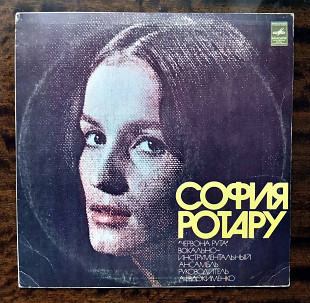 СОФИЯ
РОТАРУ
"ЧЕРВОНА РУТА"
ВОКАЛЬНО-
ИНСТРУМЕНТАЛЬНЫЙ
АНСАМБЛЬ
РУКОВОДИТЕЛЬ
А.ЕВДОКИМЕНКО